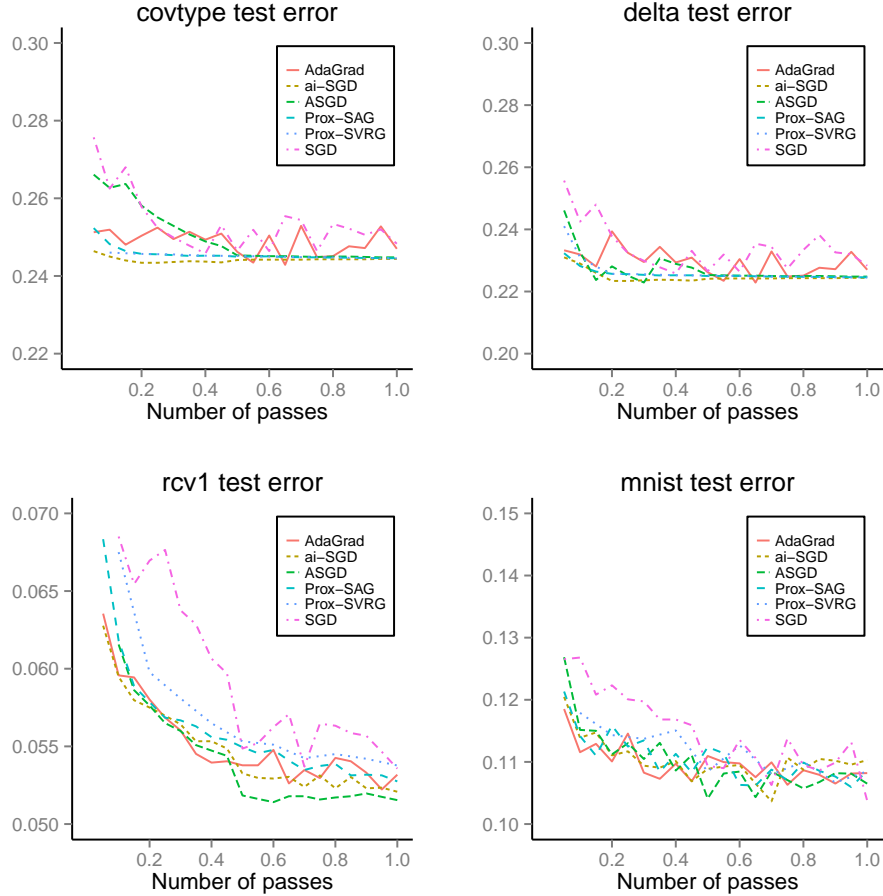 covtype test error
0.30
0.28
0.26
0.24
0.22
AdaGrad
ai−SGD
ASGD
Prox−SAG
Prox−SVRG
SGD
0.2 0.4 0.6 0.8 1.0
Number of passes
delta test error
0.30
0.28
0.26
0.24
0.22
0.20
AdaGrad
ai−SGD
ASGD
Prox−SAG
Prox−SVRG
SGD
0.2 0.4 0.6 0.8 1.0
Number of passes
rcv1 test error
0.070
0.065
0.060
0.055
0.050
AdaGrad
ai−SGD
ASGD
Prox−SAG
Prox−SVRG
SGD
0.2 0.4 0.6 0.8 1.0
Number of passes
mnist test error
0.15
0.14
0.13
0.12
0.11
0.10
AdaGrad
ai−SGD
ASGD
Prox−SAG
Prox−SVRG
SGD
0.2 0.4 0.6 0.8 1.0
Number of passes